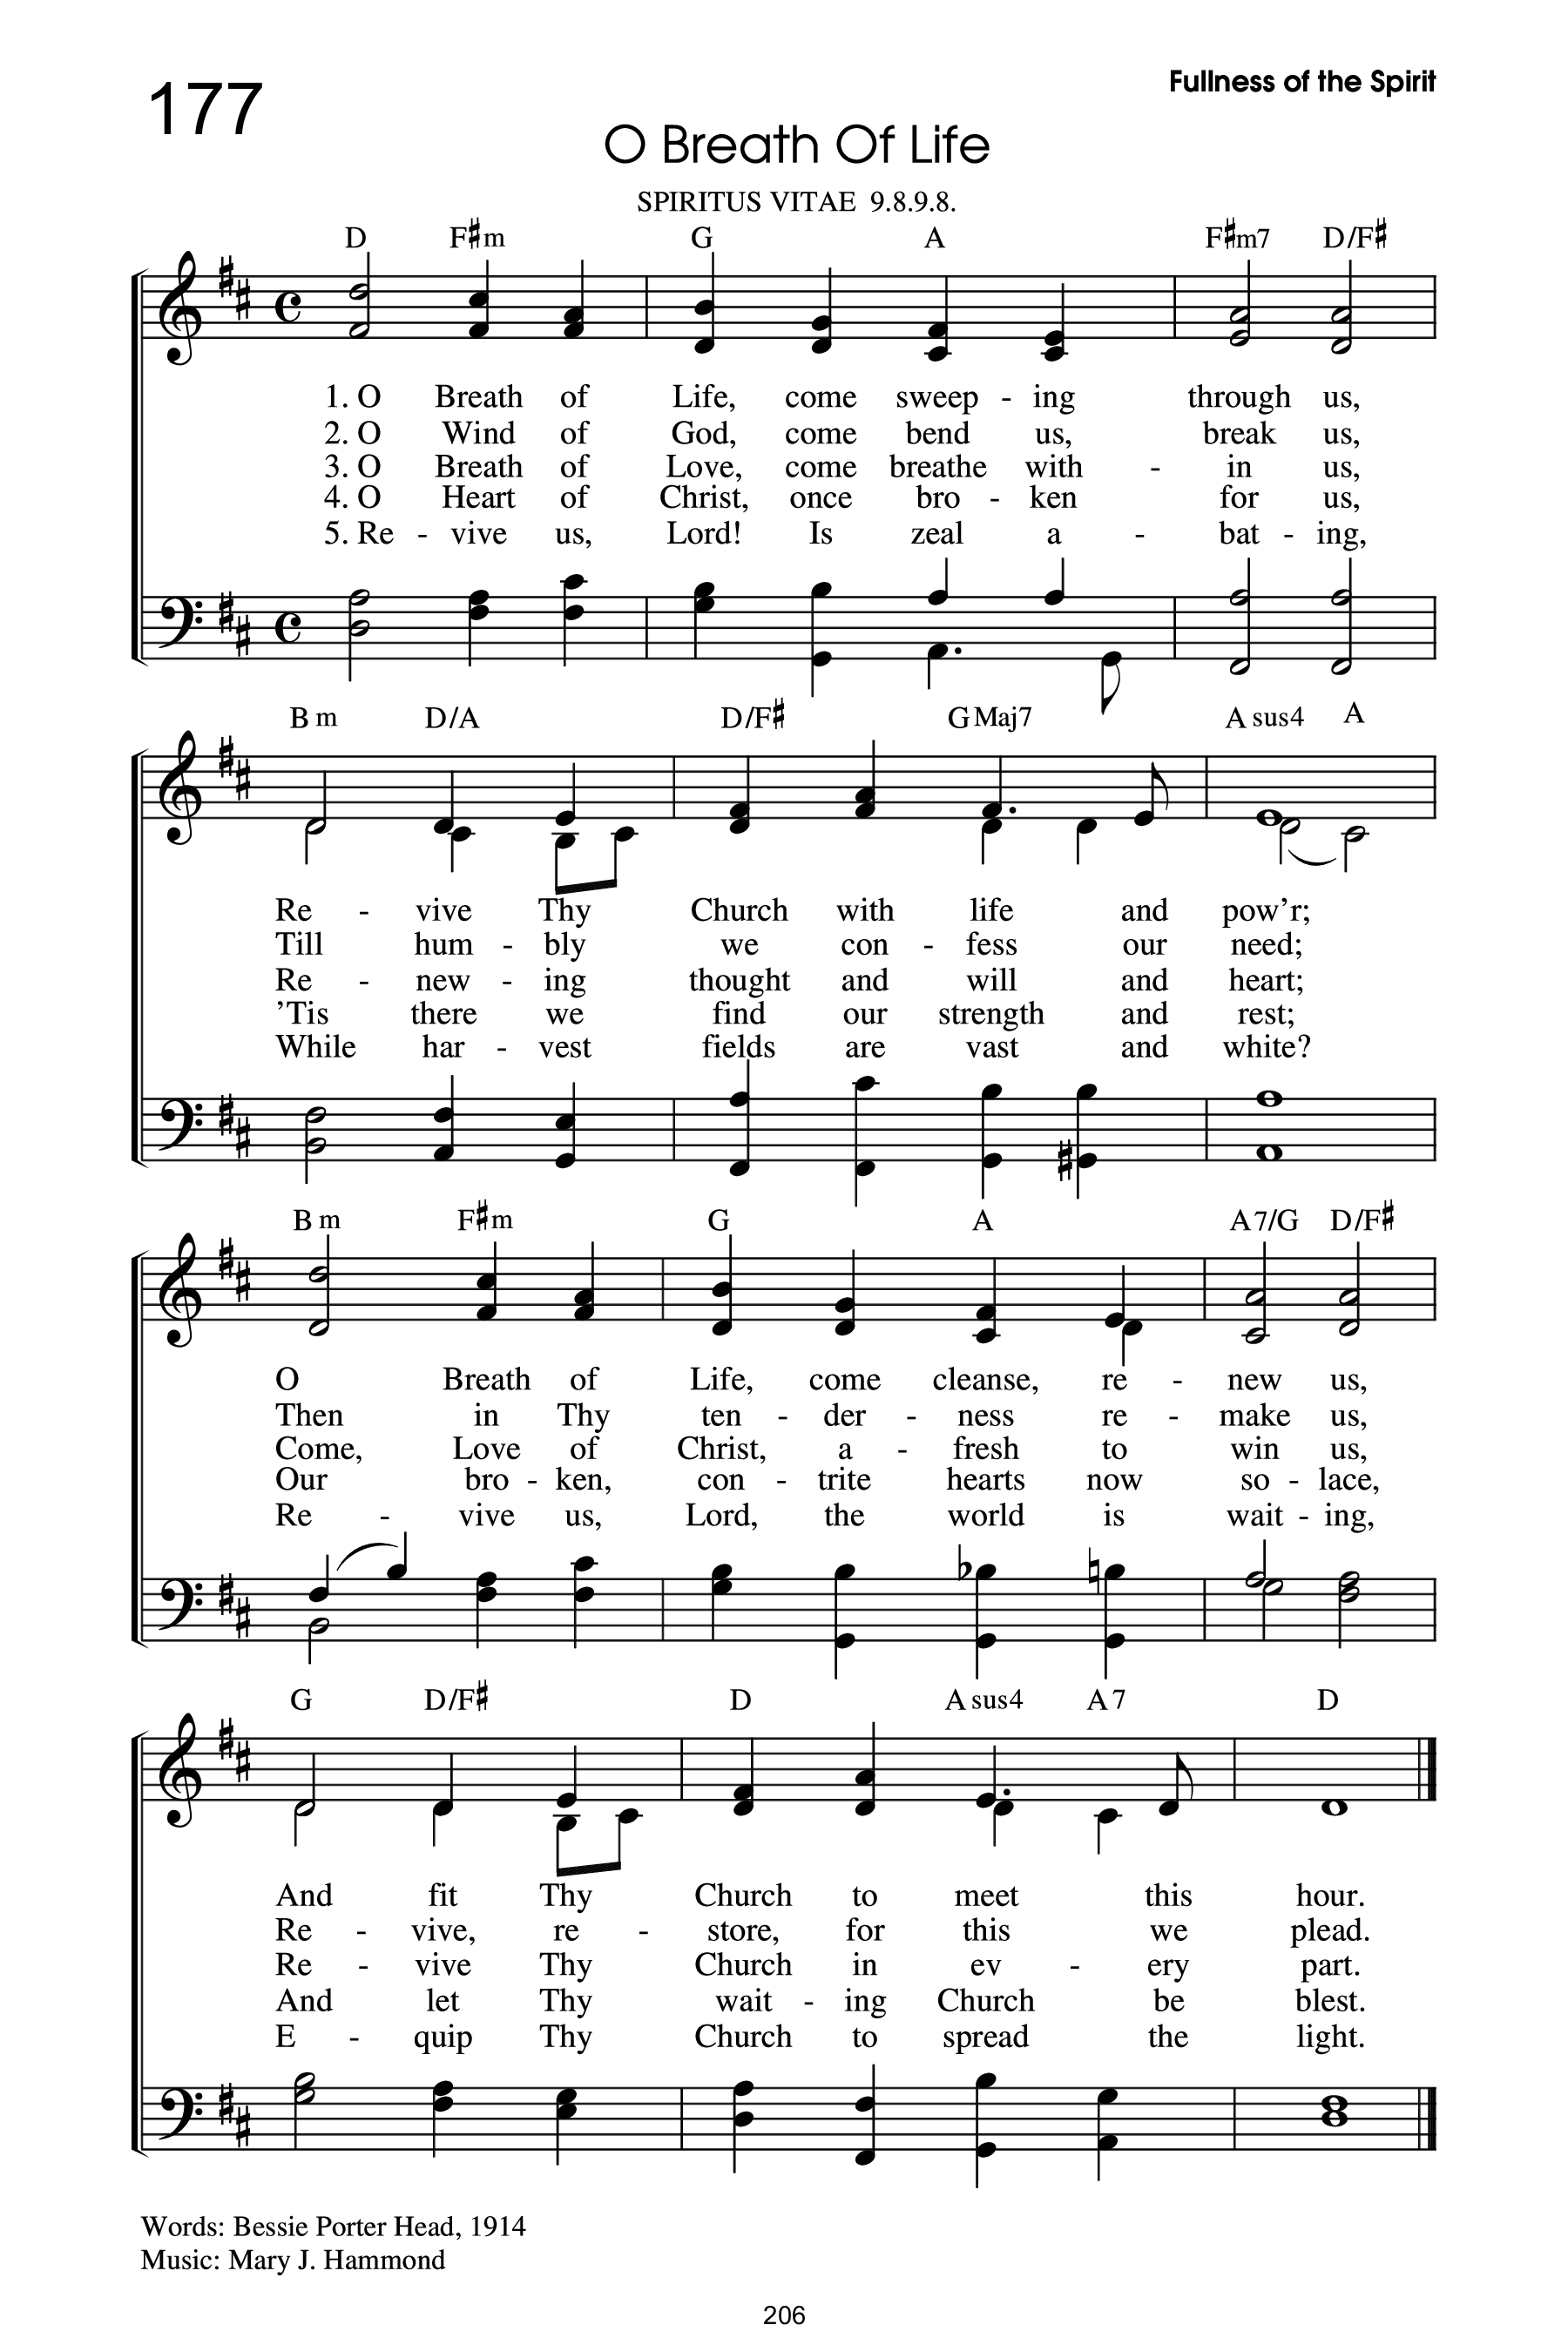 177
Fullness of the Spirit
O Breath Of Life
SPIRITUS VITAE 9.8.9.8.
D F♯m G A F♯m7 D/F♯
1. O Breath of Life, come sweep - ing through us,
2. O Wind of God, come bend us, break us,
3. O Breath of Love, come breathe with - in us,
4. O Heart of Christ, once bro - ken for us,
5. Re - vive us, Lord! Is zeal a - bat - ing,
Bm D/A D/F♯ GMaj7 Asus4 A
Re - vive Thy Church with life and pow’r;
Till hum - bly we con - fess our need;
Re - new - ing thought and will and heart;
’Tis there we find our strength and rest;
While har - vest fields are vast and white?
Bm F♯m G A A7/G D/F♯
O Breath of Life, come cleanse, re - new us,
Then in Thy ten - der - ness re - make us,
Come, Love of Christ, a - fresh to win us,
Our bro - ken, con - trite hearts now so - lace,
Re - vive us, Lord, the world is wait - ing,
G D/F♯ D Asus4 A7 D
And fit Thy Church to meet this hour.
Re - vive, re - store, for this we plead.
Re - vive Thy Church in ev - ery part.
And let Thy wait - ing Church be blest.
E - quip Thy Church to spread the light.
Words: Bessie Porter Head, 1914
Music: Mary J. Hammond
206